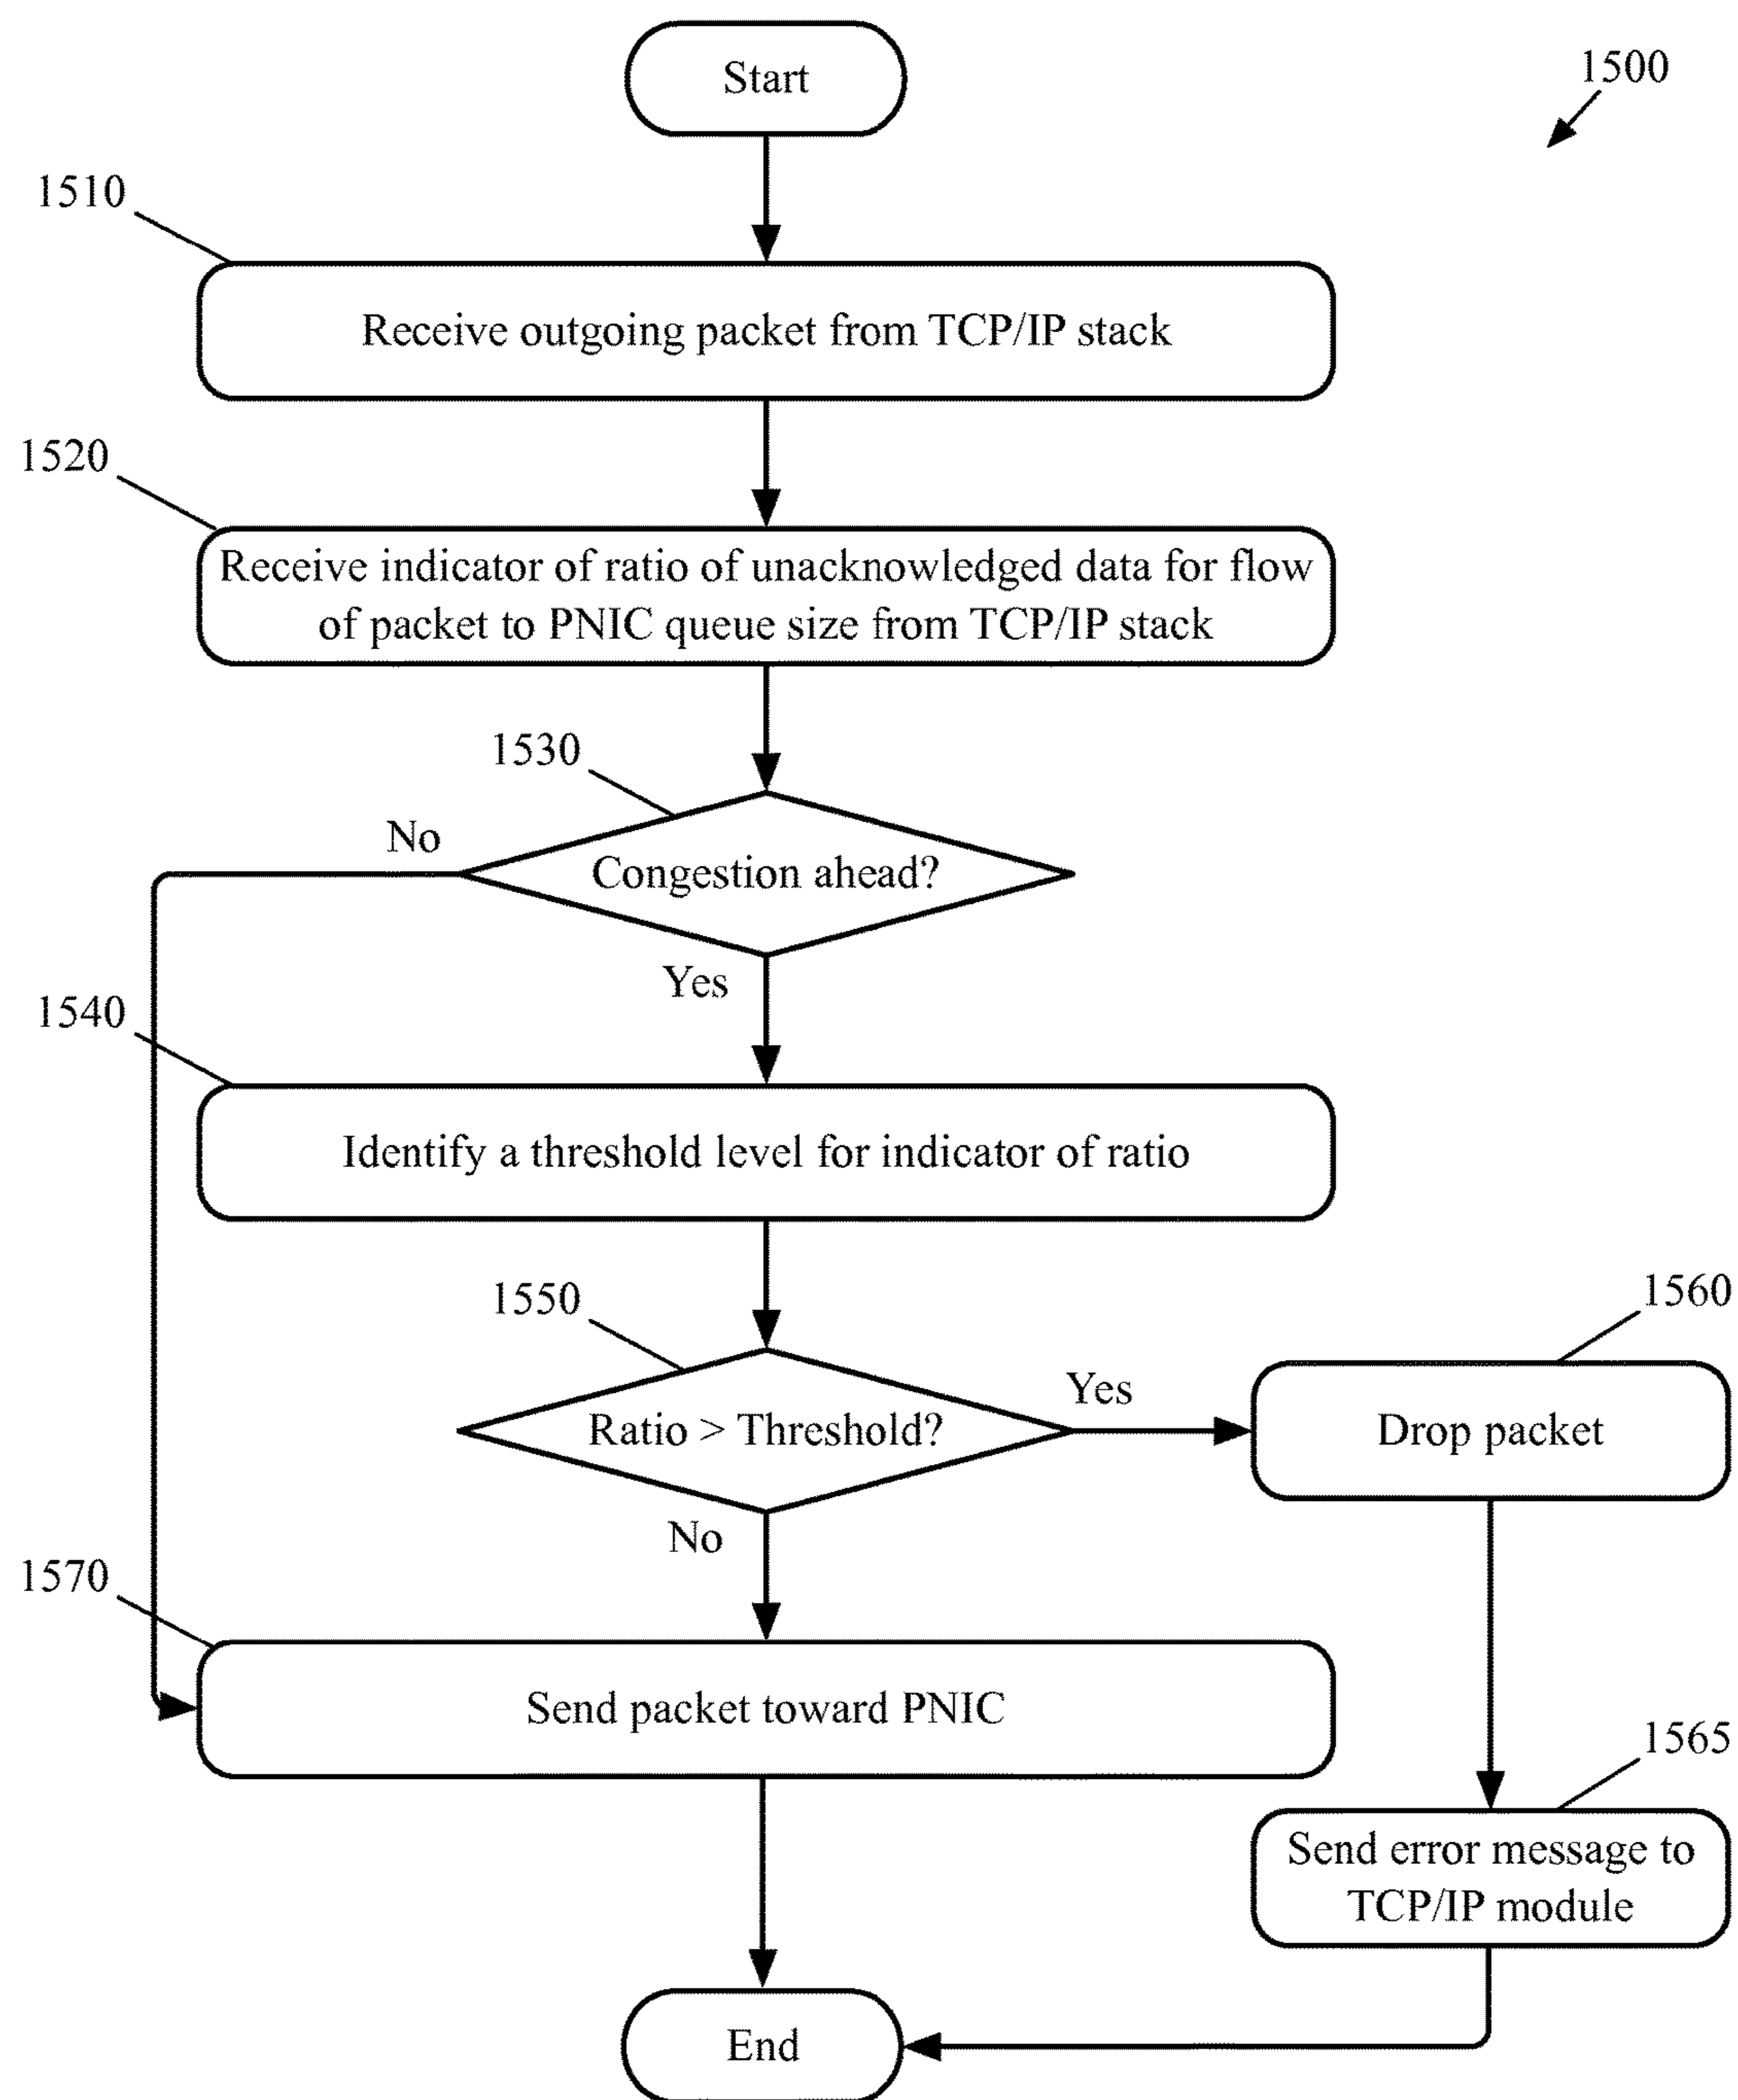 Start
1500
1510
Receive outgoing packet from TCP/IP stack
1520
Receive indicator of ratio of unacknowledged data for flow
of packet to PNIC queue size from TCP/IP stack
1530
No
Congestion ahead?
Yes
1540
Identify a threshold level for indicator of ratio
1550
Ratio > Threshold?
Yes
1560
Drop packet
No
1570
Send packet toward PNIC
1565
Send error message to
TCP/IP module
End